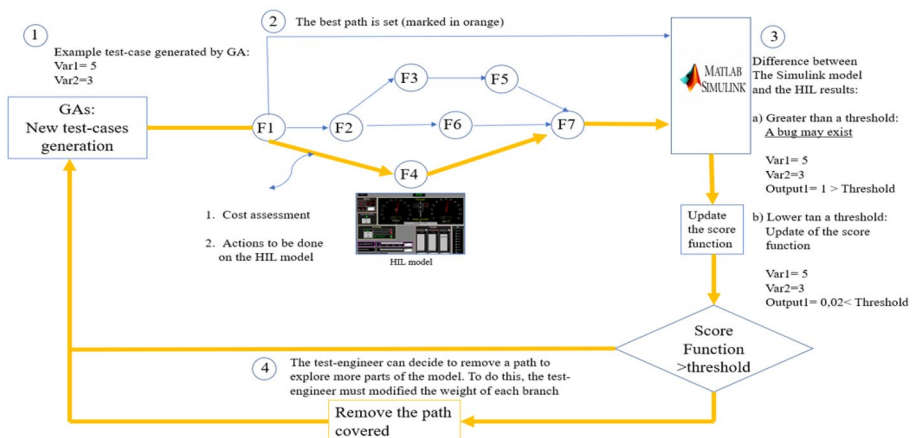 1
Example test-case generated by GA:
Var1= 5
Var2=3
GAs:
New test-cases
generation
2
The best path is set (marked in orange)
F1
F2
F3
F5
F6
F7
F4
1. Cost assessment
2. Actions to be done
on the HIL model
HIL model
MATLAB
SIMULINK
3
Difference between
The Simulink model
and the HIL results:
a) Greater than a threshold:
A bug may exist
Var1= 5
Var2=3
Output1= 1 > Threshold
b) Lower tan a threshold:
Update of the score
function
Var1= 5
Var2=3
Output1= 0,02< Threshold
Update
the score
function
Score
Function
>threshold
4
The test-engineer can decide to remove a path to
explore more parts of the model. To do this, the test-
engineer must modified the weight of each branch
Remove the path
covered